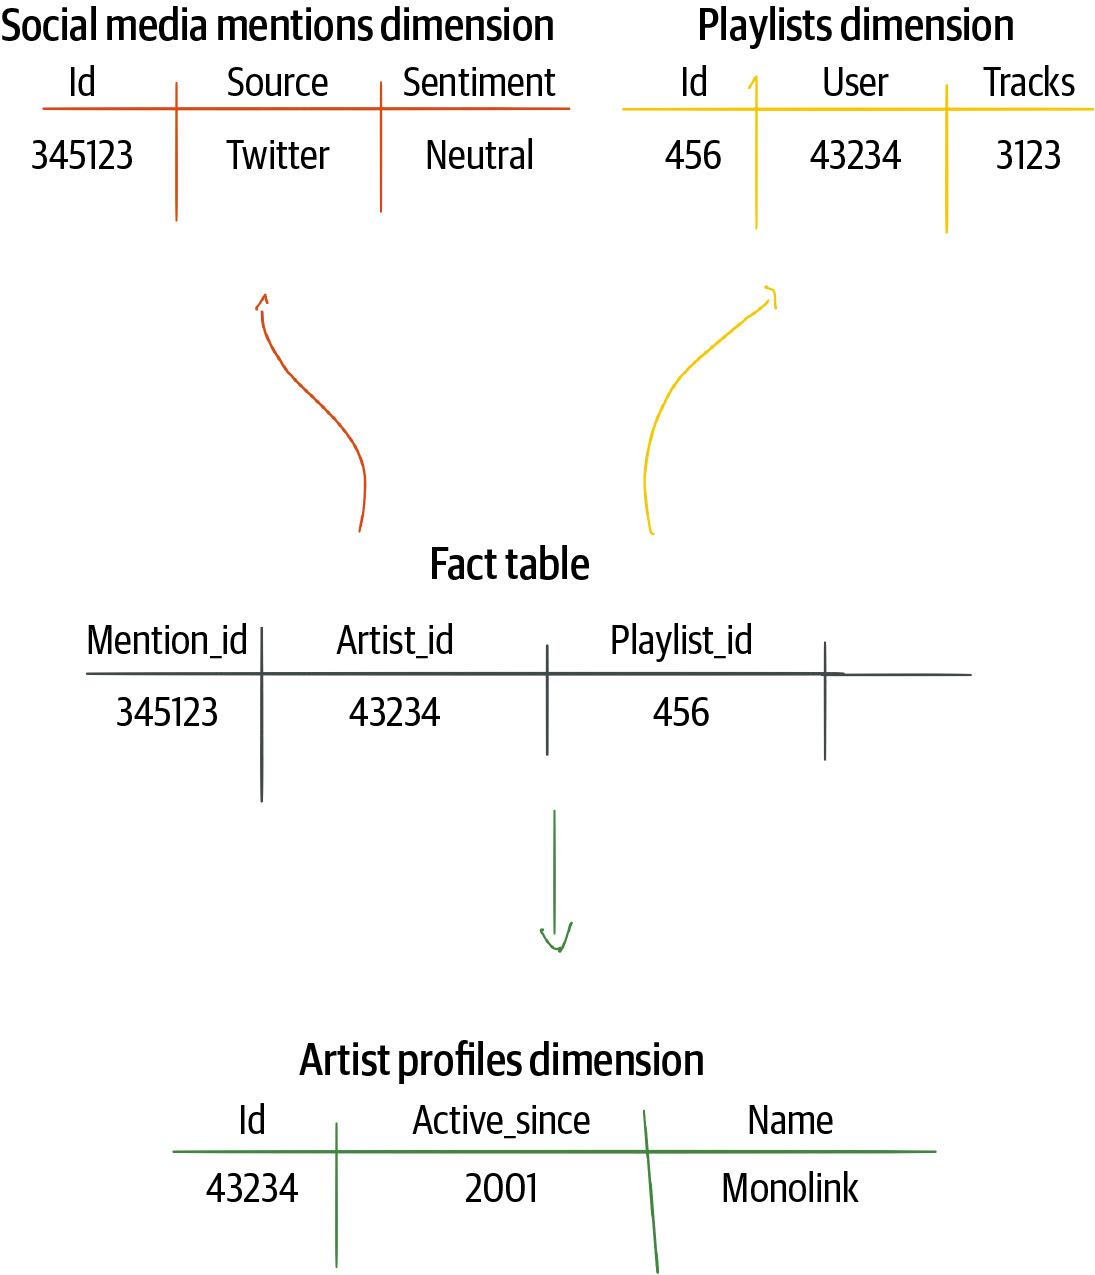 Social media mentions dimension
Id Source Sentiment
345123 Twitter Neutral
Playlists dimension
Id User Tracks
456 43234 3123
Fact table
Mention_id Artist_id Playlist_id
345123 43234 456
Artist profiles dimension
Id Active_since Name
43234 2001 Monolink